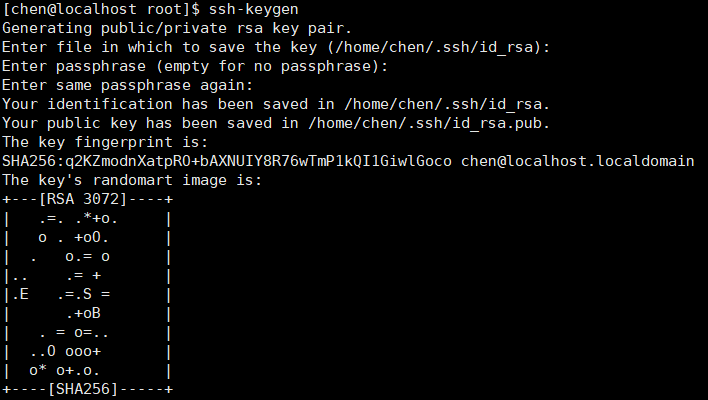 [chen@localhost root]$ ssh-keygen
Generating public/private rsa key pair.
Enter file in which to save the key (/home/chen/.ssh/id_rsa):
Enter passphrase (empty for no passphrase):
Enter same passphrase again:
Your identification has been saved in /home/chen/.ssh/id_rsa.
Your public key has been saved in /home/chen/.ssh/id_rsa.pub.
The key fingerprint is:
SHA256:q2KZmodnXatpRO+bAXNUIY8R76wTmP1kQI1GiwlGoco chen@localhost.localdomain
The key's randomart image is:
+---[RSA 3072]----+
|   .=. .*+o.     |
|   o . +oO.      |
|  .   o.= o      |
|..     .= +      |
|.E   .=.S =      |
|      .+oB       |
|   . = o=..      |
|  ..O ooo+       |
|  o* o+.o.       |
+----[SHA256]-----+